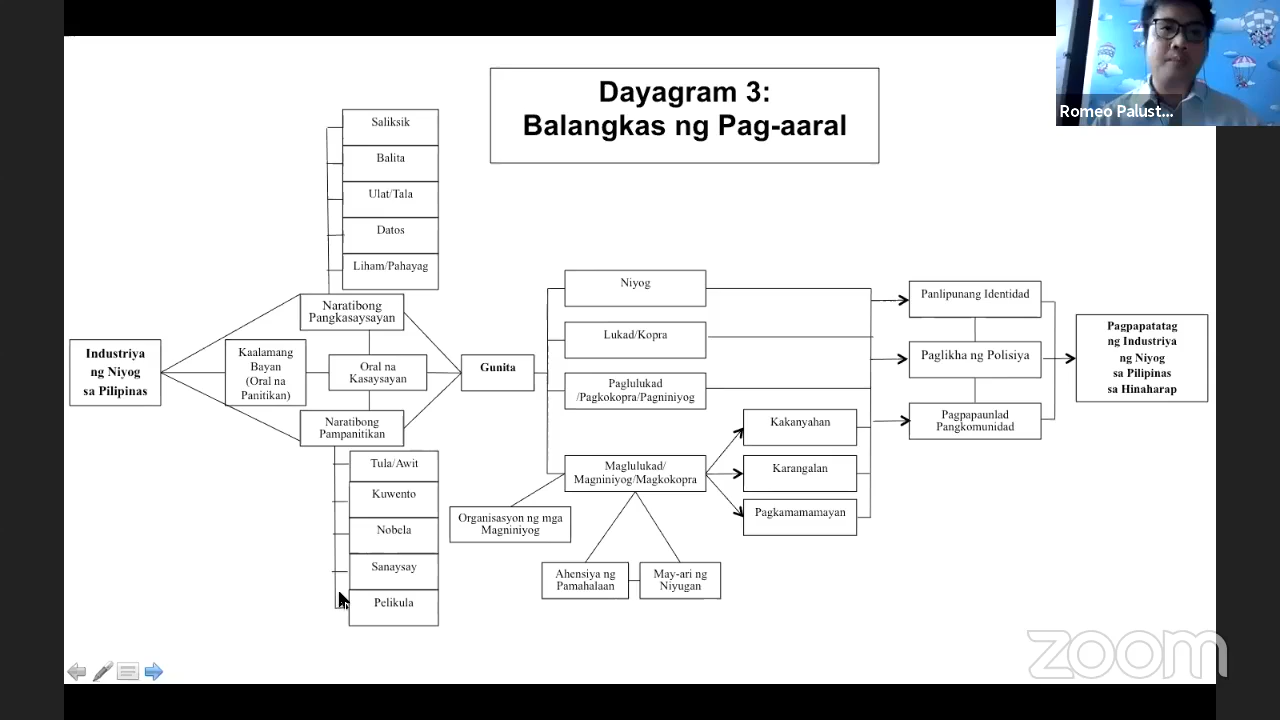 Dayagram 3:
Balangkas ng Pag-aaral
Romeo Palust...
Saliksik
Balita
Ulat/Tala
Datos
Liham/Pahayag
Naratibong
Pangkasaysayan
Industriya
ng Niyog
sa Pilipinas
Kaalamang
Bayan
(Oral na
Panitikan)
Oral na
Kasaysayan
Naratibong
Pampanitikan
Tula/Awit
Kuwento
Nobela
Sanaysay
Pelikula
Gunita
Niyog
Lukad/Kopra
Paglulukad
/Pagkokopra/Pagniniyog
Maglulukad/
Magniniyog/Magkokopra
Organisasyon ng mga
Magniniyog
Ahensiya ng
Pamahalaan
May-ari ng
Niyugan
Kakanyahan
Karangalan
Pagkamamamayan
Panlipunang Identidad
Paglikha ng Polisiya
Pagpapaunlad
Pangkomunidad
Pagpapatatag
ng Industriya
ng Niyog
sa Pilipinas
sa Hinaharap
zoom